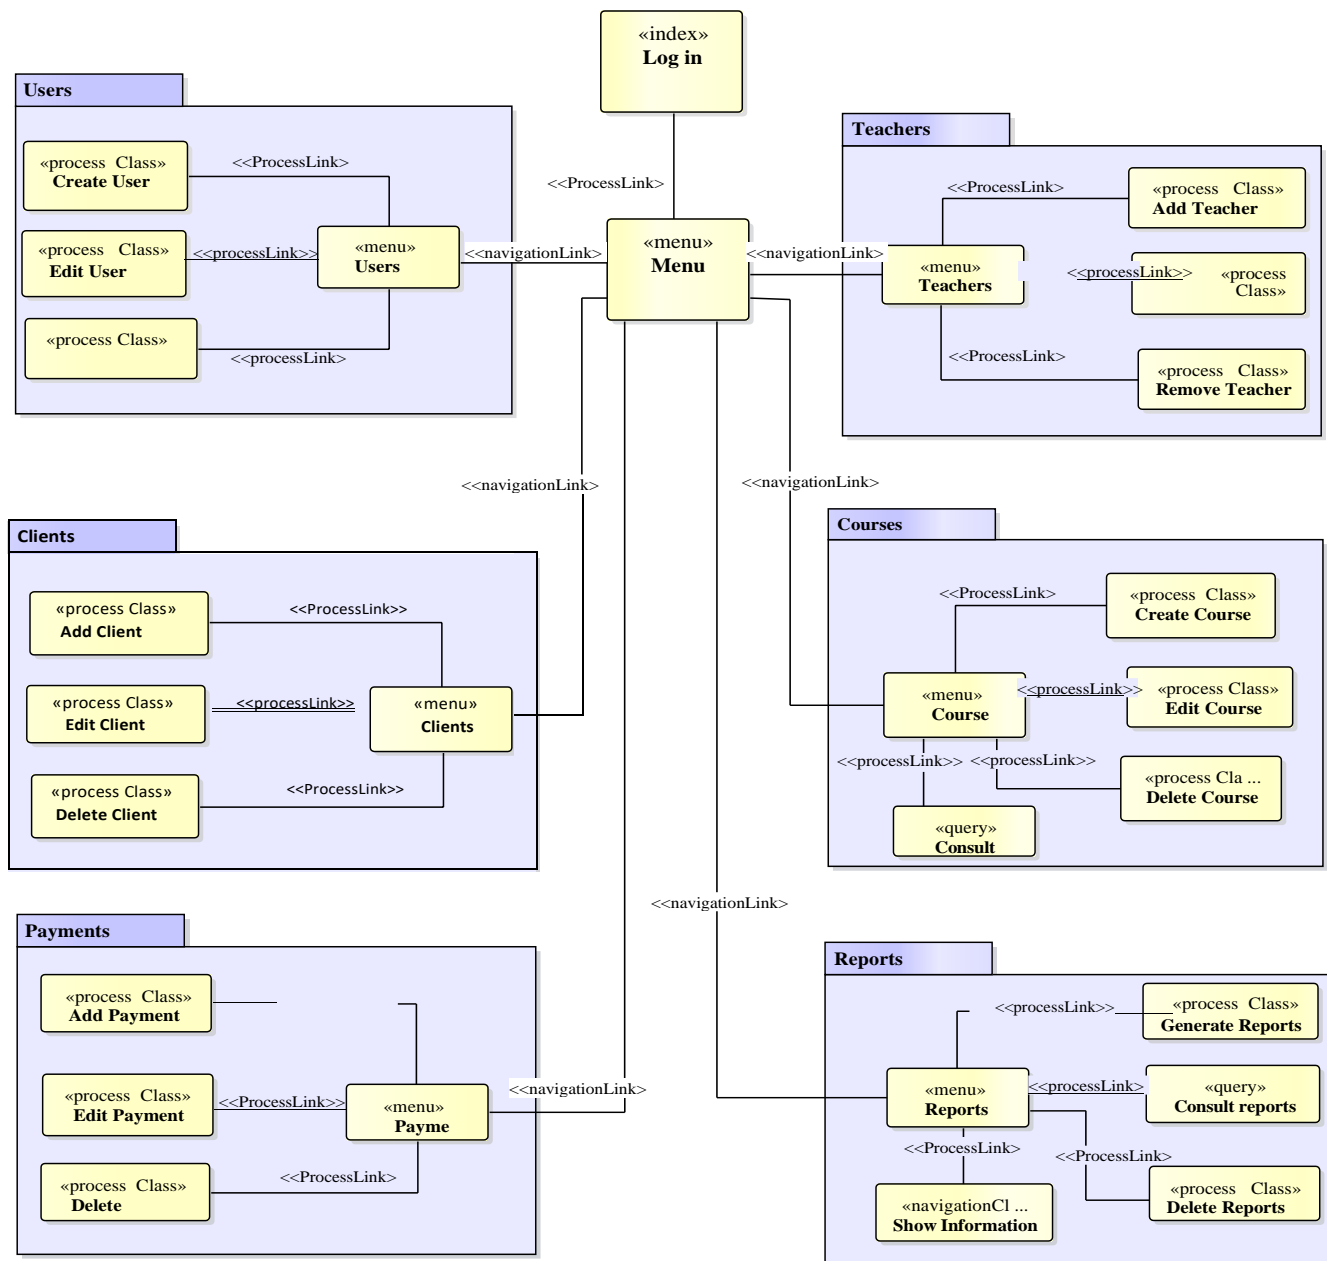 «index»
Log in
<<ProcessLink>
Users
«process Class»
Create User
<<ProcessLink>
«process Class»
Edit User
<<processLink>>
«menu»
Users
«process Class»
<<processLink>
<<navigationLink>
«menu»
Menu
<<navigationLink>
Teachers
<<ProcessLink>
«process Class»
Add Teacher
«menu»
Teachers
<<processLink>>
«process
Class»
<<ProcessLink>
«process Class»
Remove Teacher
<<navigationLink>
<<navigationLink>
Clients
«process Class»
Add Client
<<ProcessLink>>
«process Class»
Edit Client
<<processLink>>
«menu»
Clients
«process Class»
Delete Client
<<ProcessLink>>
Courses
<<ProcessLink>
«process Class»
Create Course
«menu»
Course
<<processLink>>
«process Class»
Edit Course
<<processLink>>
<<processLink>>
«process Cla ...
Delete Course
«query»
Consult
<<navigationLink>
Payments
«process Class»
Add Payment
«process Class»
Edit Payment
<<ProcessLink>>
«menu»
Payme
«process Class»
Delete
<<ProcessLink>
<<navigationLink>
Reports
<<processLink>>
«process Class»
Generate Reports
«menu»
Reports
<<processLink>
«query»
Consult reports
<<ProcessLink>
<<ProcessLink>
«process Class»
Delete Reports
«navigationCl ...
Show Information